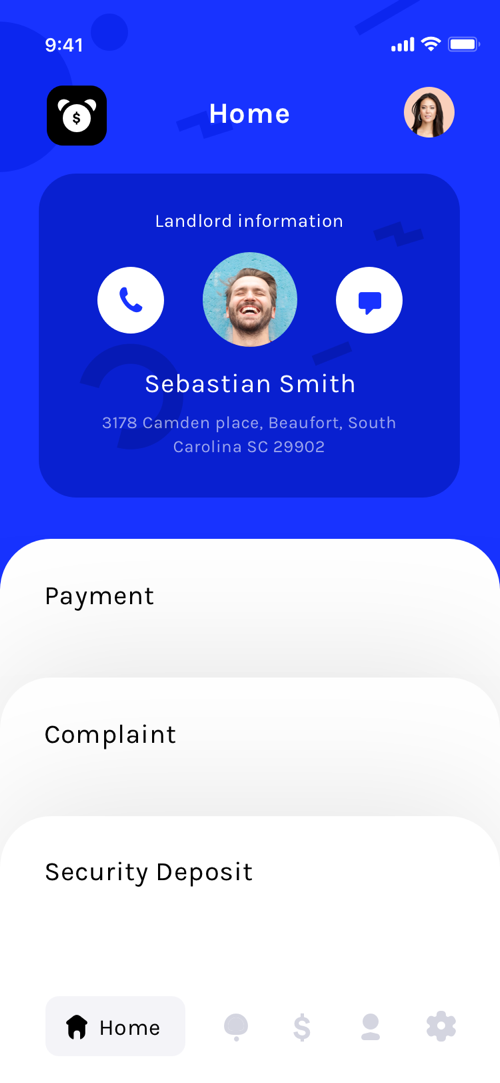 9:41
$
Home
Landlord information
Sebastian Smith
3178 Camden place, Beaufort, South
Carolina SC 29902
Payment
Complaint
Security Deposit
Home
$